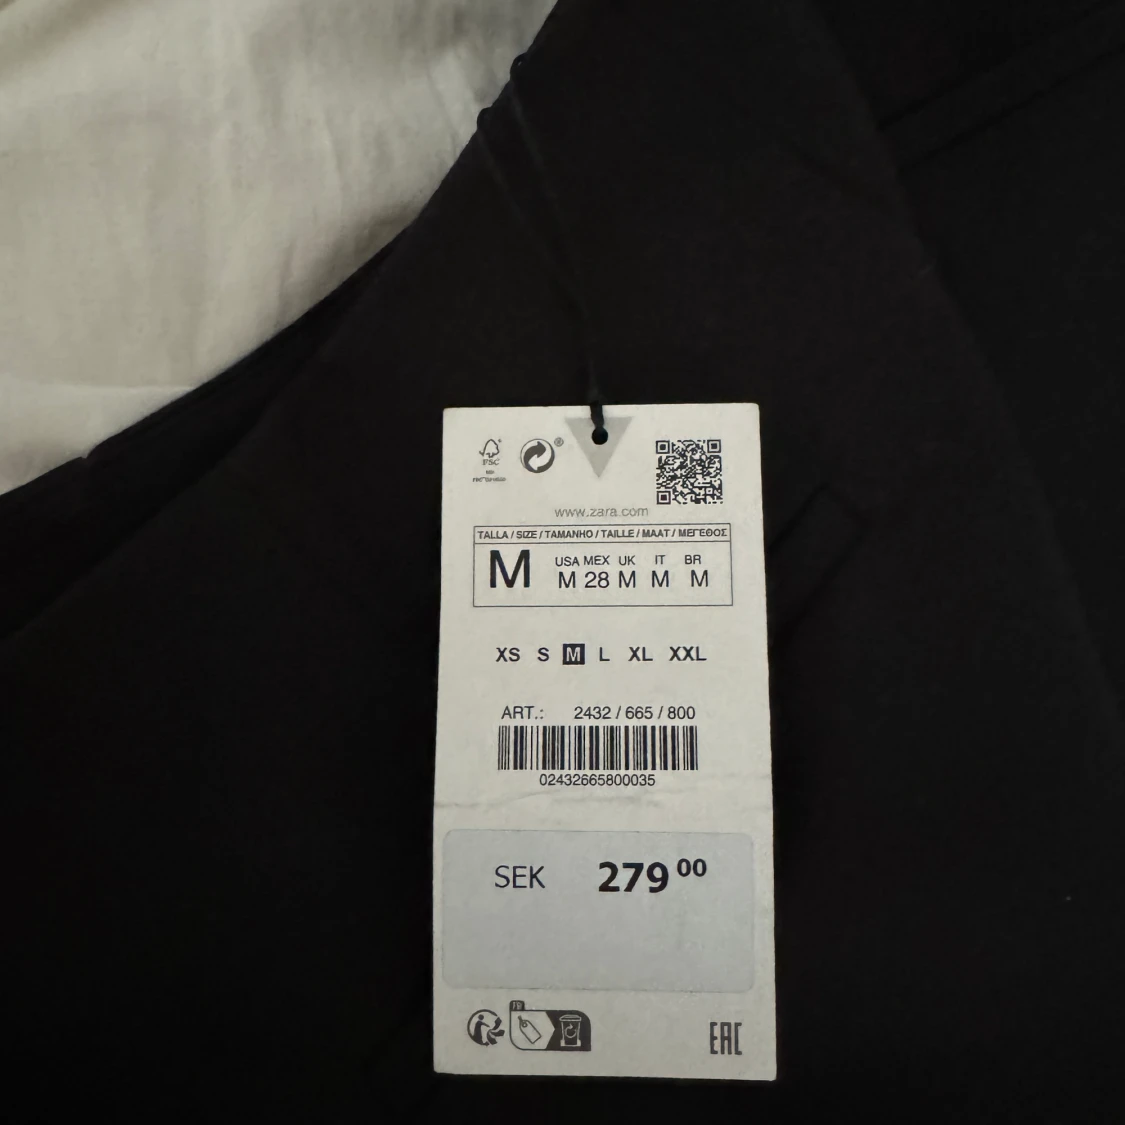 FSC
www.zara.com
TALLA / SIZE / TAMANHO / TAILLE / MAAT / ΜΕΓΕΘΟΣ
M
USA MEX UK IT BR
M 28 M M M
XS S M L XL XXL
ART.: 2432 / 665 / 800
02432665800035
SEK 279 00
FR
EAC